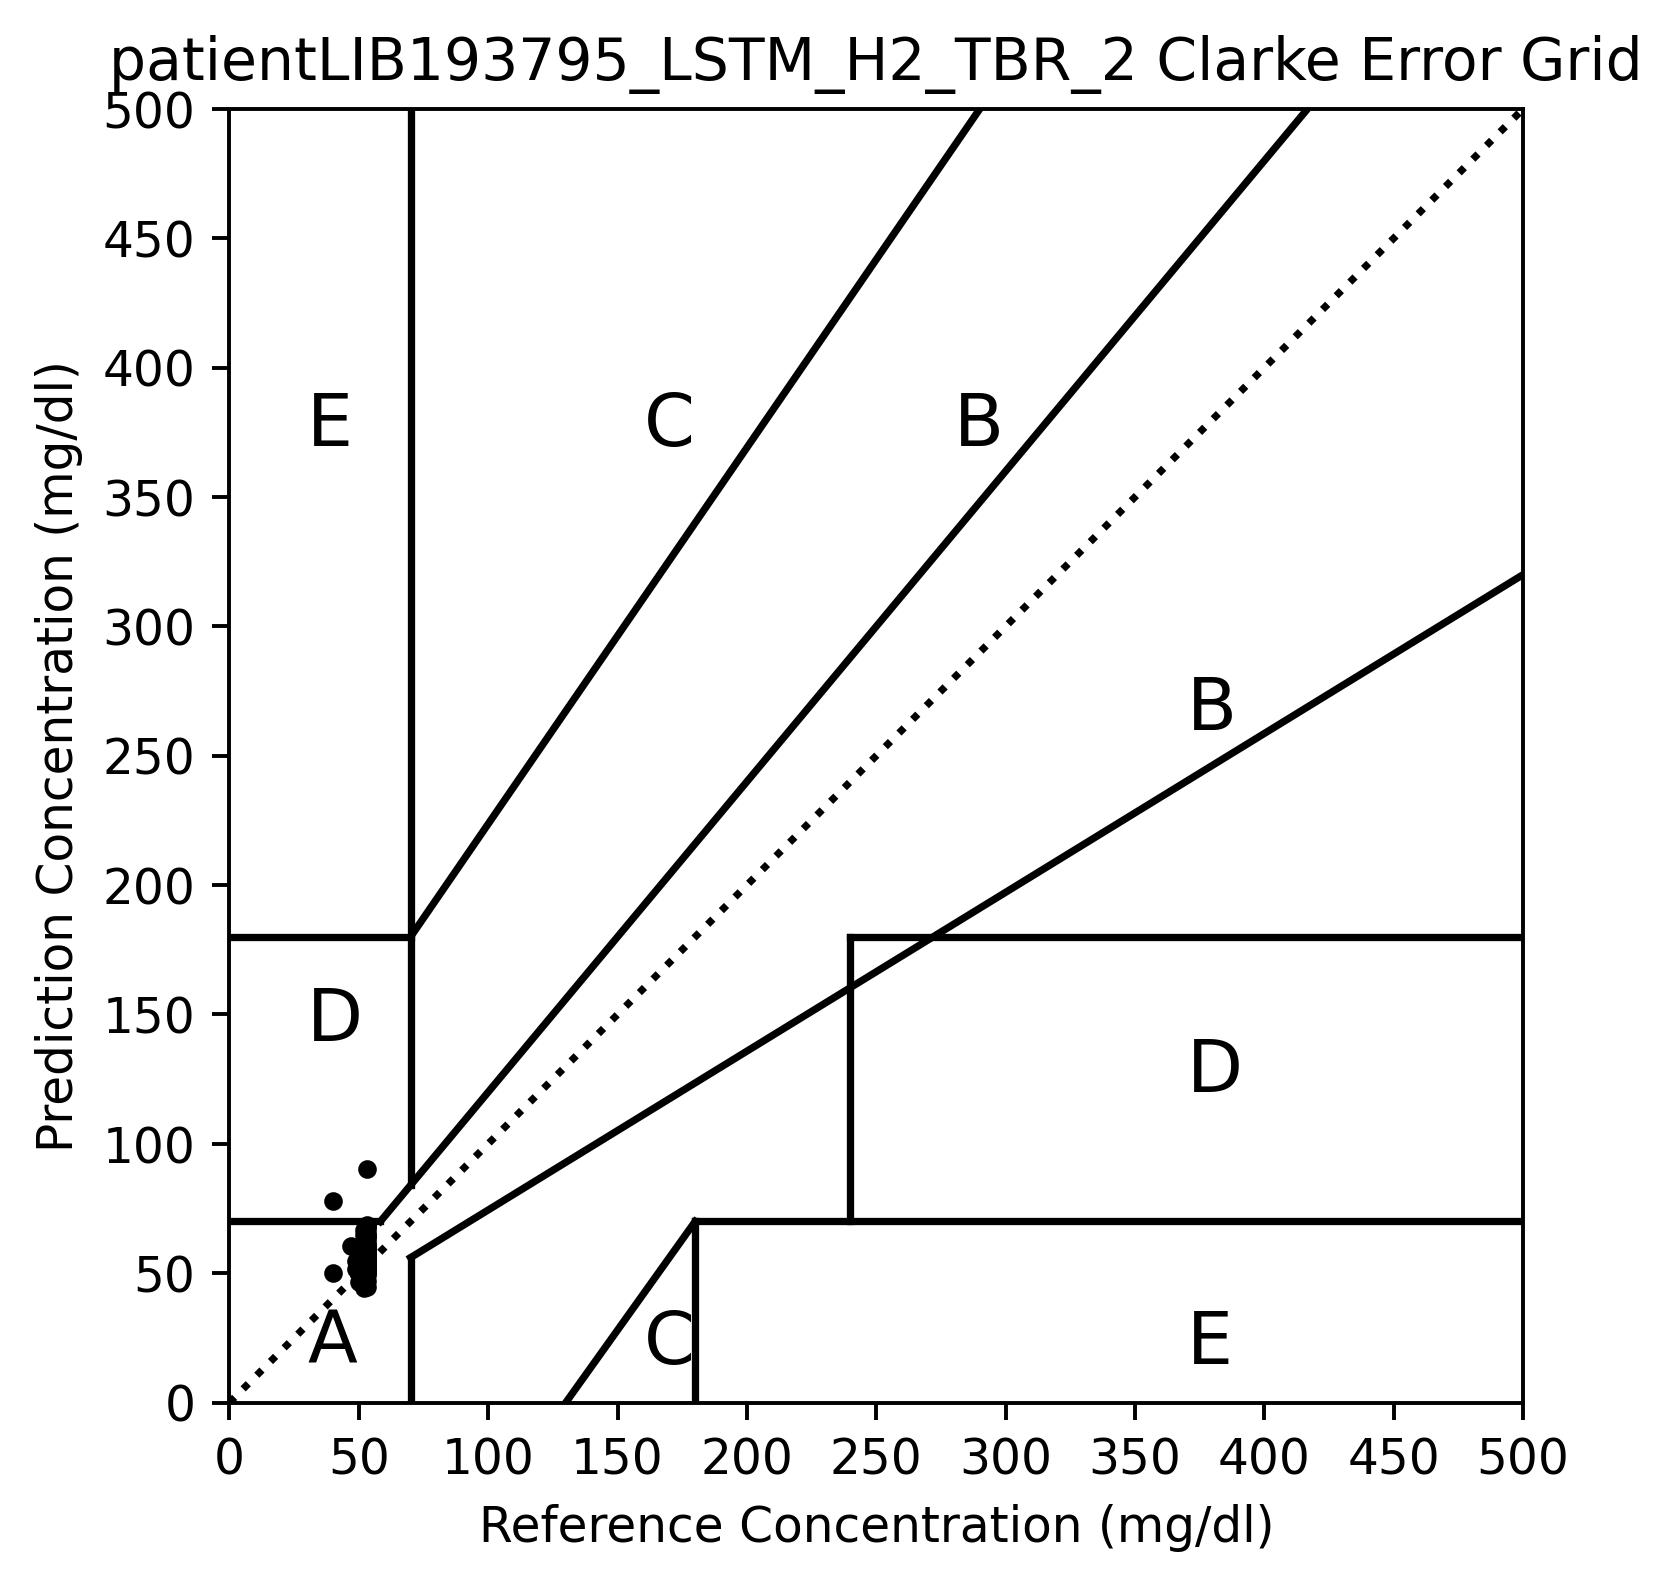 patientLIB193795_LSTM_H2_TBR_2 Clarke Error Grid
Prediction Concentration (mg/dl)
500
450
400
350
300
250
200
150
100
50
0
E
C
B
B
D
D
A
C
E
0 50 100 150 200 250 300 350 400 450 500
Reference Concentration (mg/dl)